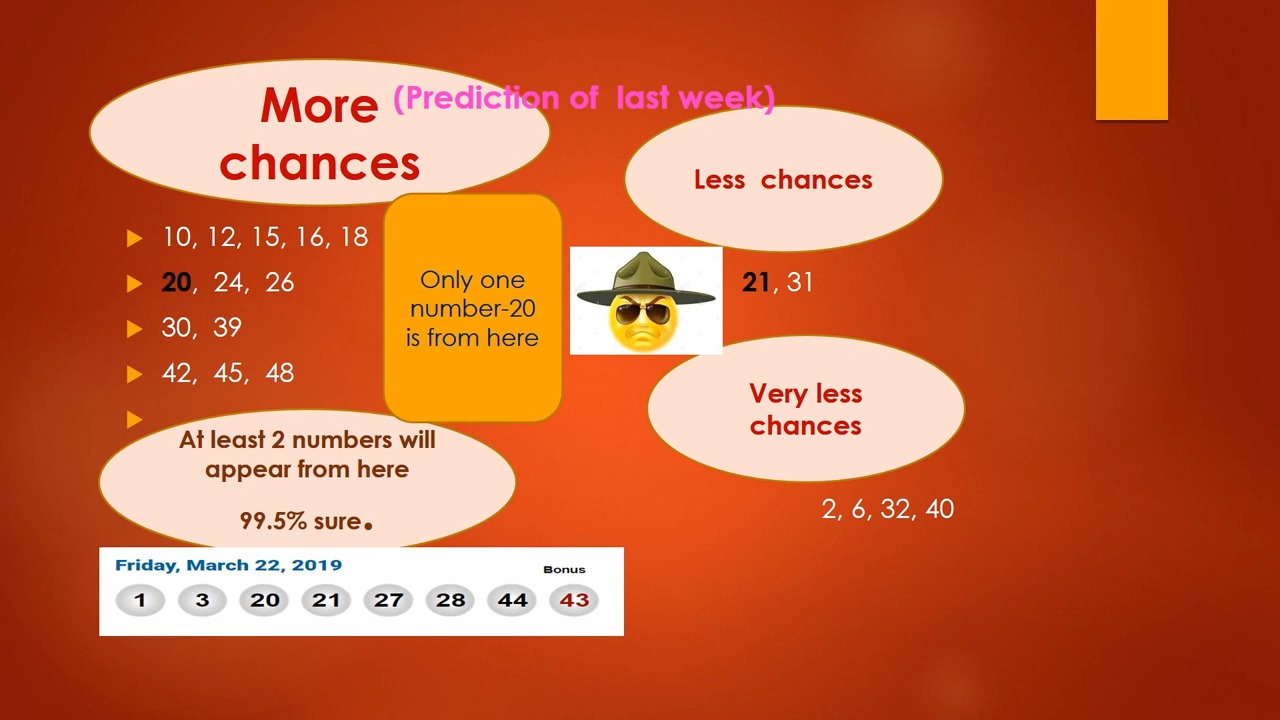 More
chances
(Prediction of last week)
10, 12, 15, 16, 18
20, 24, 26
30, 39
42, 45, 48
Only one
number-20
is from here
At least 2 numbers will
appear from here
99.5% sure.
Less chances
21, 31
Very less
chances
2, 6, 32, 40
Friday, March 22, 2019
Bonus
1 3 20 21 27 28 44 43